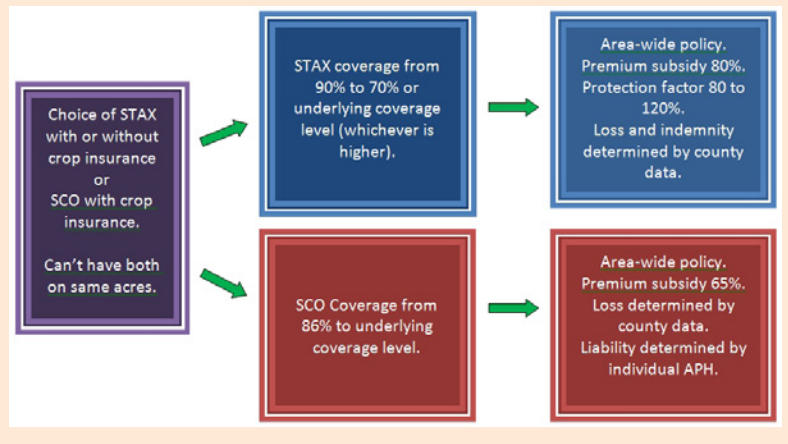 Choice of STAX
with or without
crop insurance
or
SCO with crop
insurance.
Can't have both
on same acres.
STAX coverage from
90% to 70% or
underlying coverage
level (whichever is
higher).
Area-wide policy.
Premium subsidy 80%.
Protection factor 80 to
120%.
Loss and indemnity
determined by county
data.
SCO Coverage from
86% to underlying
coverage level.
Area-wide policy.
Premium subsidy 65%.
Loss determined by
county data.
Liability determined by
individual APH.